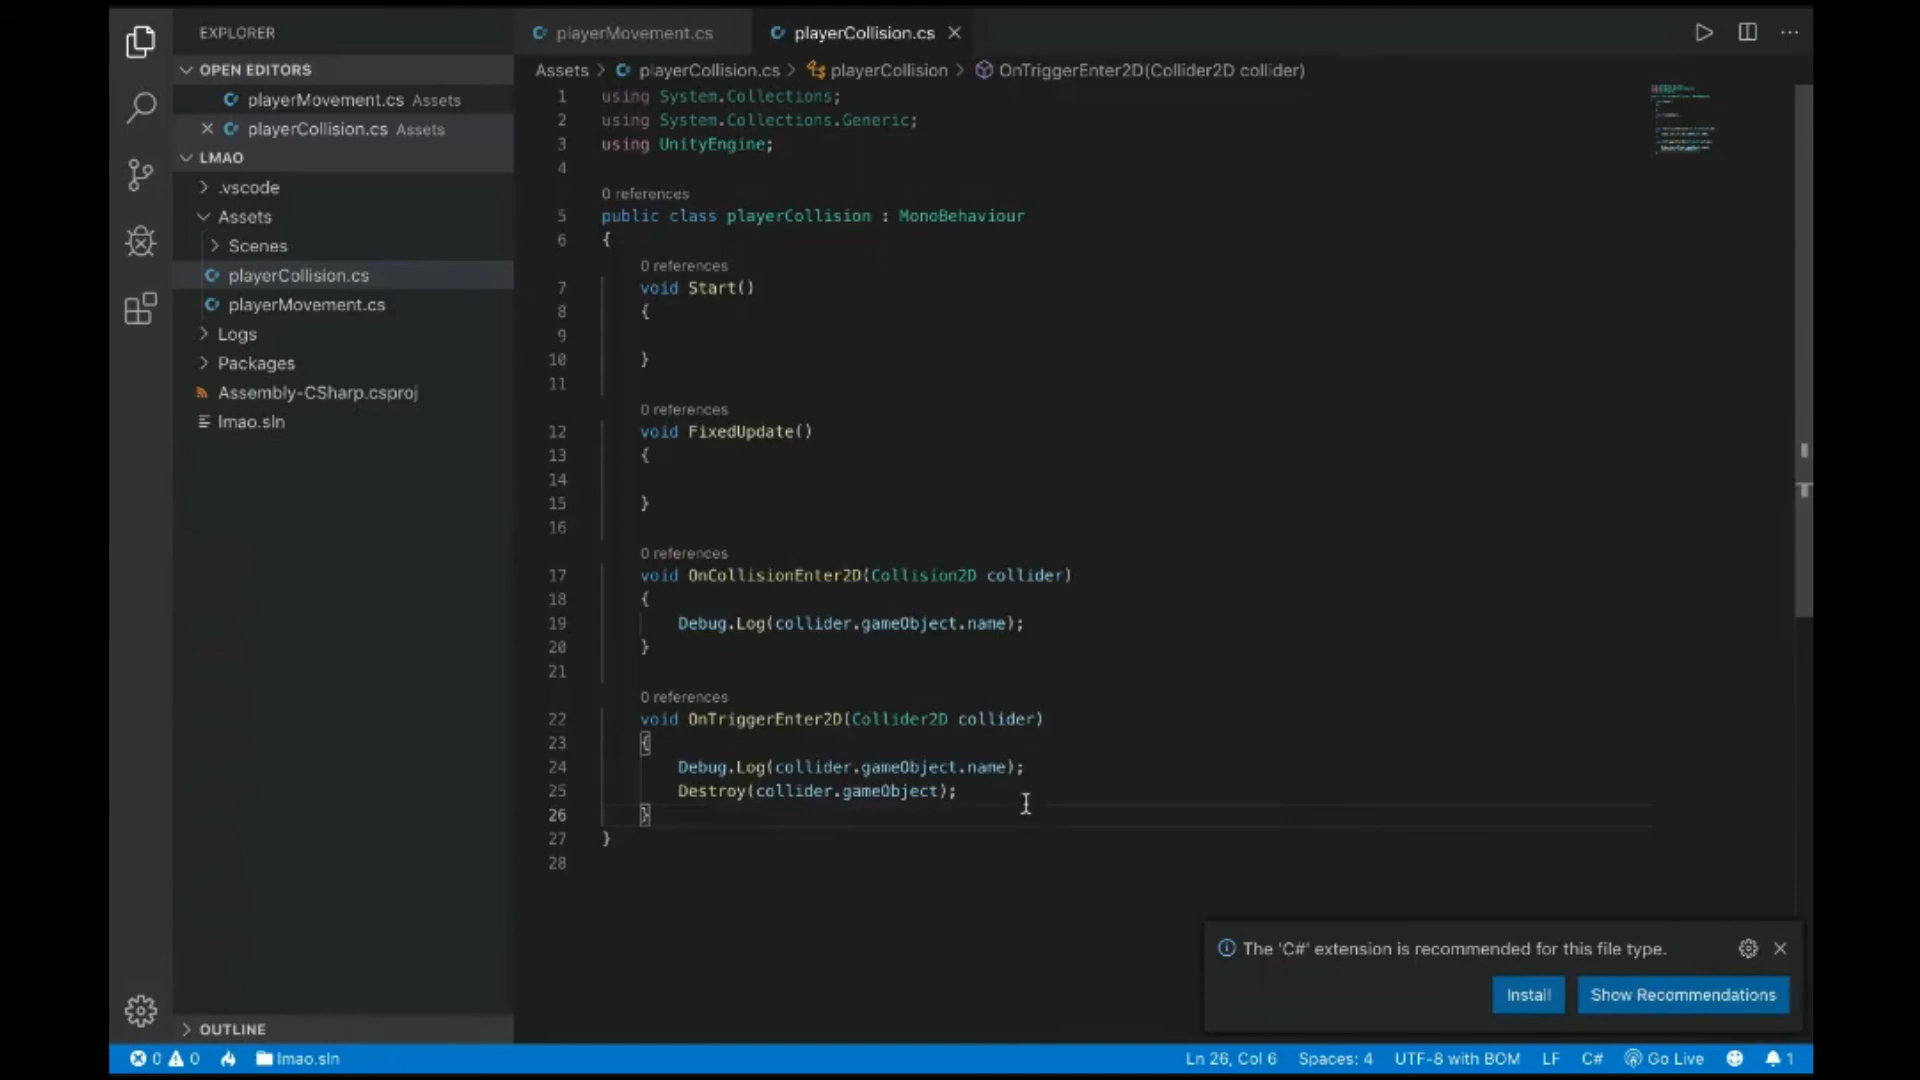 EXPLORER
OPEN EDITORS
playerMovement.cs Assets
playerCollision.cs Assets
LMAO
.vscode
Assets
Scenes
playerCollision.cs
playerMovement.cs
Logs
Packages
Assembly-CSharp.csproj
lmao.sln
OUTLINE
playerMovement.cs
playerCollision.cs
Assets > playerCollision.cs > playerCollision > OnTriggerEnter2D(Collider2D collider)
1 using System.Collections;
2 using System.Collections.Generic;
3 using UnityEngine;
4
0 references
5 public class playerCollision : MonoBehaviour
6 {
0 references
7 void Start()
8 {
9
10 }
11
0 references
12 void FixedUpdate()
13 {
14
15 }
16
0 references
17 void OnCollisionEnter2D(Collision2D collider)
18 {
19 Debug.Log(collider.gameObject.name);
20 }
21
0 references
22 void OnTriggerEnter2D(Collider2D collider)
23 {
24 Debug.Log(collider.gameObject.name);
25 Destroy(collider.gameObject);
26 }
27 }
28
The 'C#' extension is recommended for this file type.
Install
Show Recommendations
0 0 lmao.sln Ln 26, Col 6 Spaces: 4 UTF-8 with BOM LF C# Go Live 1